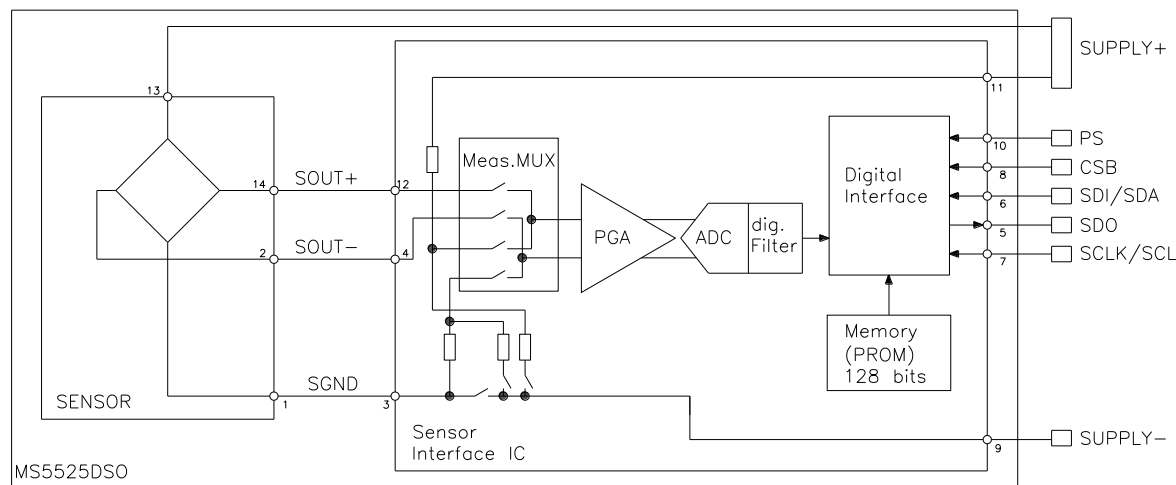 SUPPLY+
11
13
PS
10
Meas.MUX
CSB
8
Digital
Interface
14
SOUT+
12
SDI/SDA
6
PGA
ADC
dig.
Filter
SDO
5
2
SOUT-
4
SCLK/SCL
7
Memory
(PROM)
128 bits
SENSOR
1
SGND
3
Sensor
Interface IC
SUPPLY-
9
MS5525DSO